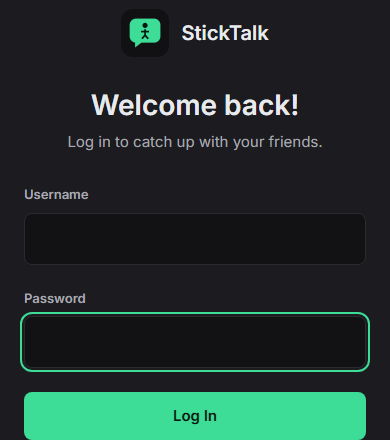 StickTalk
Welcome back!
Log in to catch up with your friends.
Username
Password
Log In